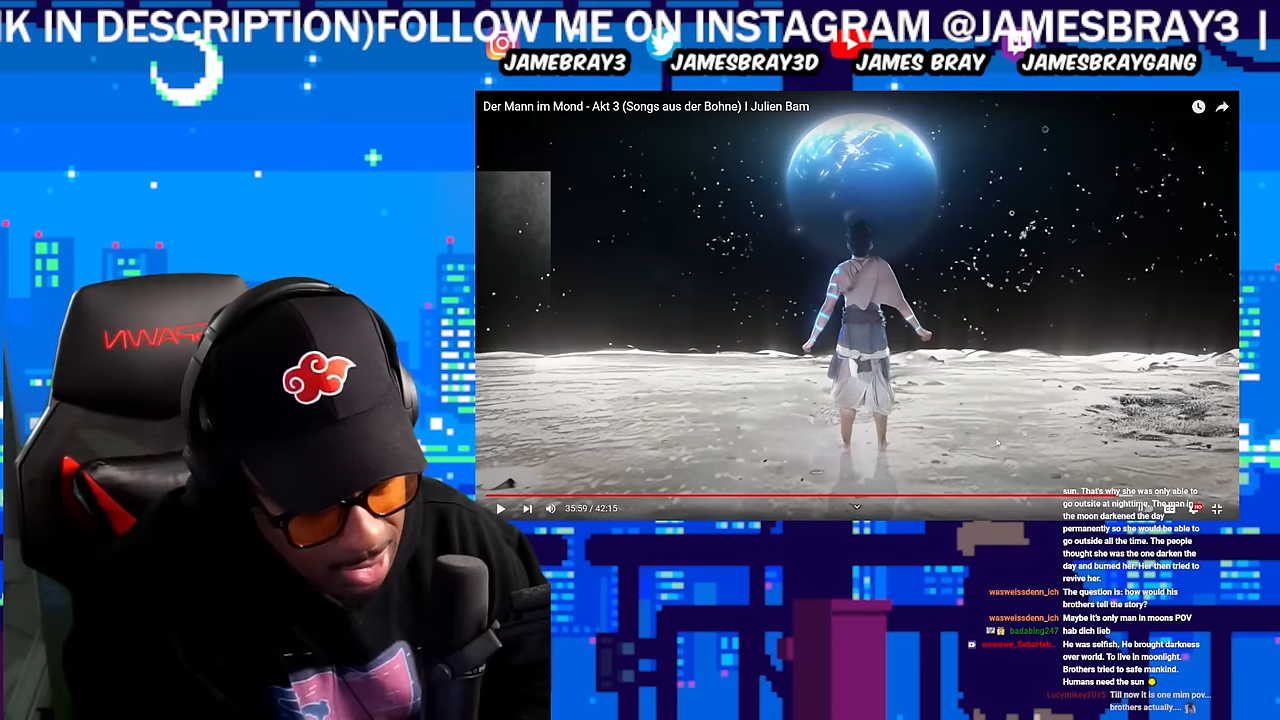 NK IN DESCRIPTION)FOLLOW ME ON INSTAGRAM @JAMESBRAY3 |
JAMEBRAY3 JAMESBRAY3D JAMES BRAY JAMESBRAYGANG
Der Mann im Mond - Akt 3 (Songs aus der Bohne) I Julien Bam
35:59 / 42:15
sun. That's why she was only able to
go outsite at nighttime. The man in
the moon darkened the day
permanently so she would be able to
go outside all the time. The people
thought she was the one darken the
day and burned her. Her then tried to
revive her.
wasweissdenn_ich The question is: how would his
brothers tell the story?
wasweissdenn_ich Maybe it's only man in moons POV
badabing247 hab dich lieb
He was selfish. He brought darkness
over world. To live in moonlight.
Brothers tried to safe mankind.
Humans need the sun
Lucymikey2015 Till now it is one mim pov...
brothers actually....